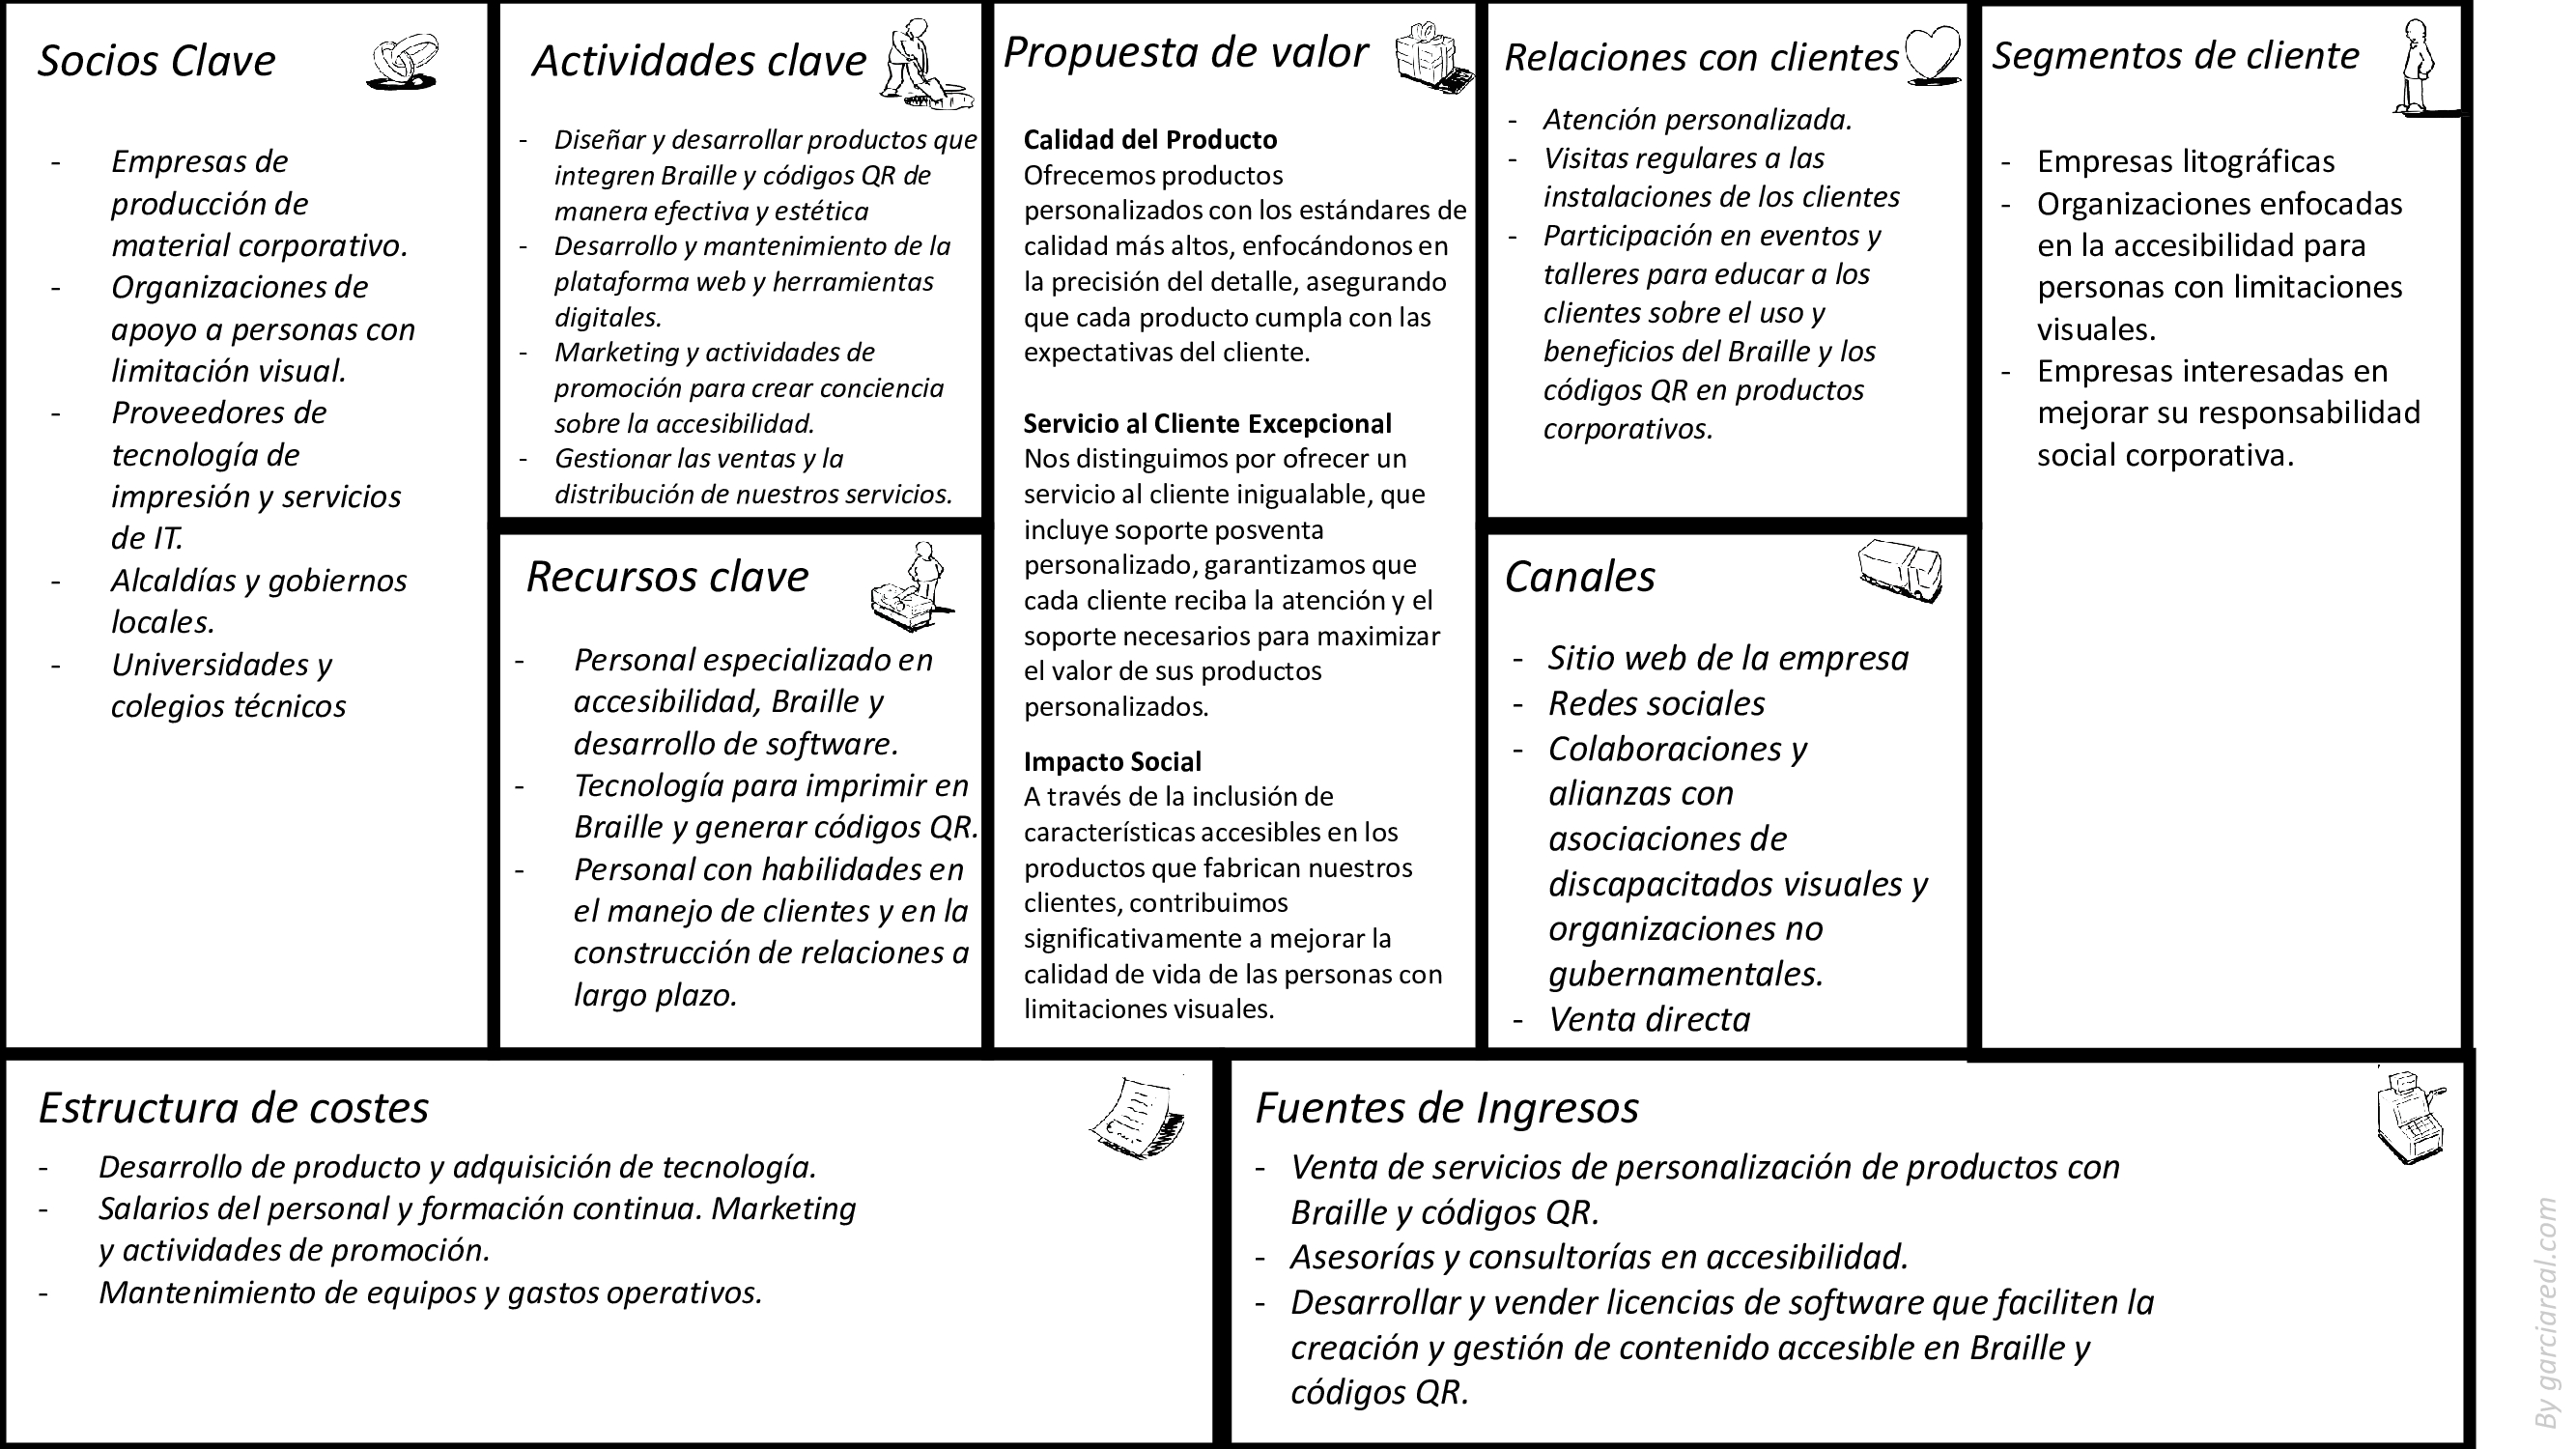 Socios Clave
- Empresas de
producción de
material corporativo.
- Organizaciones de
apoyo a personas con
limitación visual.
- Proveedores de
tecnología de
impresión y servicios
de IT.
- Alcaldías y gobiernos
locales.
- Universidades y
colegios técnicos
Actividades clave
- Diseñar y desarrollar productos que
integren Braille y códigos QR de
manera efectiva y estética
- Desarrollo y mantenimiento de la
plataforma web y herramientas
digitales.
- Marketing y actividades de
promoción para crear conciencia
sobre la accesibilidad.
- Gestionar las ventas y la
distribución de nuestros servicios.
Recursos clave
- Personal especializado en
accesibilidad, Braille y
desarrollo de software.
- Tecnología para imprimir en
Braille y generar códigos QR.
- Personal con habilidades en
el manejo de clientes y en la
construcción de relaciones a
largo plazo.
Propuesta de valor
Calidad del Producto
Ofrecemos productos
personalizados con los estándares de
calidad más altos, enfocándonos en
la precisión del detalle, asegurando
que cada producto cumpla con las
expectativas del cliente.
Servicio al Cliente Excepcional
Nos distinguimos por ofrecer un
servicio al cliente inigualable, que
incluye soporte posventa
personalizado, garantizamos que
cada cliente reciba la atención y el
soporte necesarios para maximizar
el valor de sus productos
personalizados.
Impacto Social
A través de la inclusión de
características accesibles en los
productos que fabrican nuestros
clientes, contribuimos
significativamente a mejorar la
calidad de vida de las personas con
limitaciones visuales.
Relaciones con clientes
- Atención personalizada.
- Visitas regulares a las
instalaciones de los clientes
- Participación en eventos y
talleres para educar a los
clientes sobre el uso y
beneficios del Braille y los
códigos QR en productos
corporativos.
Canales
- Sitio web de la empresa
- Redes sociales
- Colaboraciones y
alianzas con
asociaciones de
discapacitados visuales y
organizaciones no
gubernamentales.
- Venta directa
Segmentos de cliente
- Empresas litográficas
- Organizaciones enfocadas
en la accesibilidad para
personas con limitaciones
visuales.
- Empresas interesadas en
mejorar su responsabilidad
social corporativa.
Estructura de costes
- Desarrollo de producto y adquisición de tecnología.
- Salarios del personal y formación continua. Marketing
y actividades de promoción.
- Mantenimiento de equipos y gastos operativos.
Fuentes de Ingresos
- Venta de servicios de personalización de productos con
Braille y códigos QR.
- Asesorías y consultorías en accesibilidad.
- Desarrollar y vender licencias de software que faciliten la
creación y gestión de contenido accesible en Braille y
códigos QR.
By garciareal.com